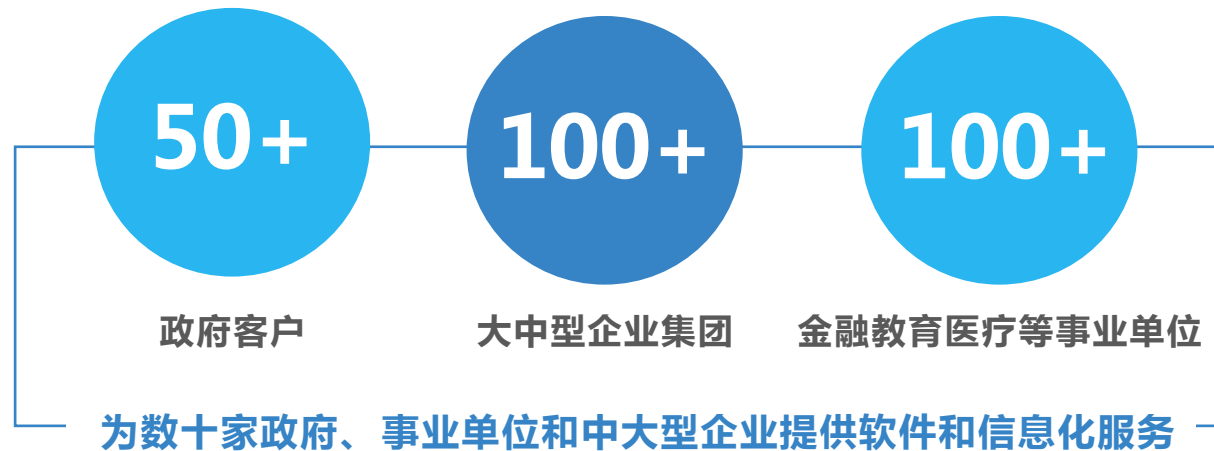 50+
100+
100+
政府客户
大中型企业集团
金融教育医疗等事业单位
为数十家政府、事业单位和中大型企业提供软件和信息化服务